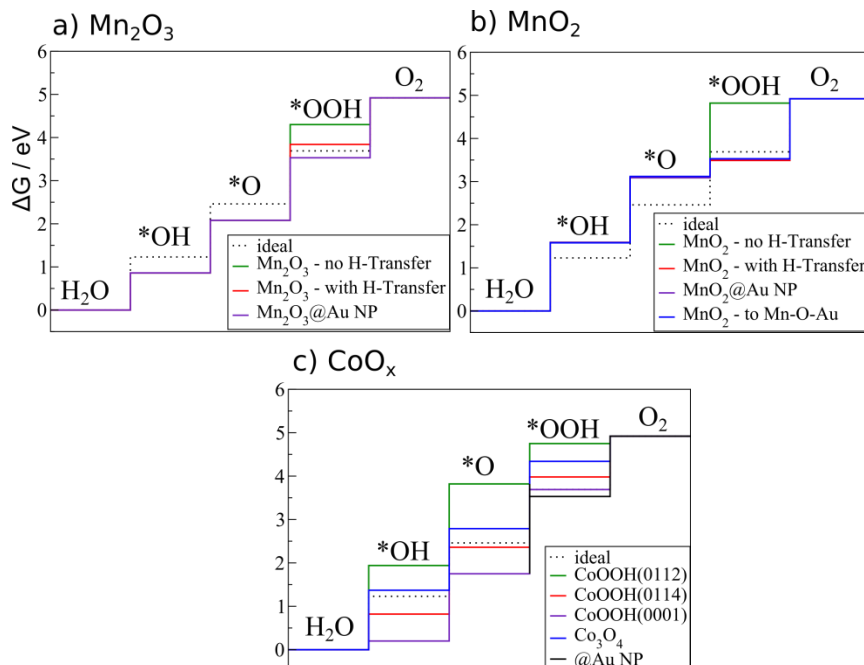 a) Mn₂O₃
6
5
4
3
2
1
0
ΔG / eV
H₂O
*OH
*O
*OOH
O₂
ideal
Mn₂O₃ - no H-Transfer
Mn₂O₃ - with H-Transfer
Mn₂O₃@Au NP
b) MnO₂
6
5
4
3
2
1
0
H₂O
*OH
*O
*OOH
O₂
ideal
MnO₂ - no H-Transfer
MnO₂ - with H-Transfer
MnO₂@Au NP
MnO₂ - to Mn-O-Au
c) CoOₓ
6
5
4
3
2
1
0
H₂O
*OH
*O
*OOH
O₂
ideal
CoOOH(0112)
CoOOH(0114)
CoOOH(0001)
Co₃O₄
@Au NP